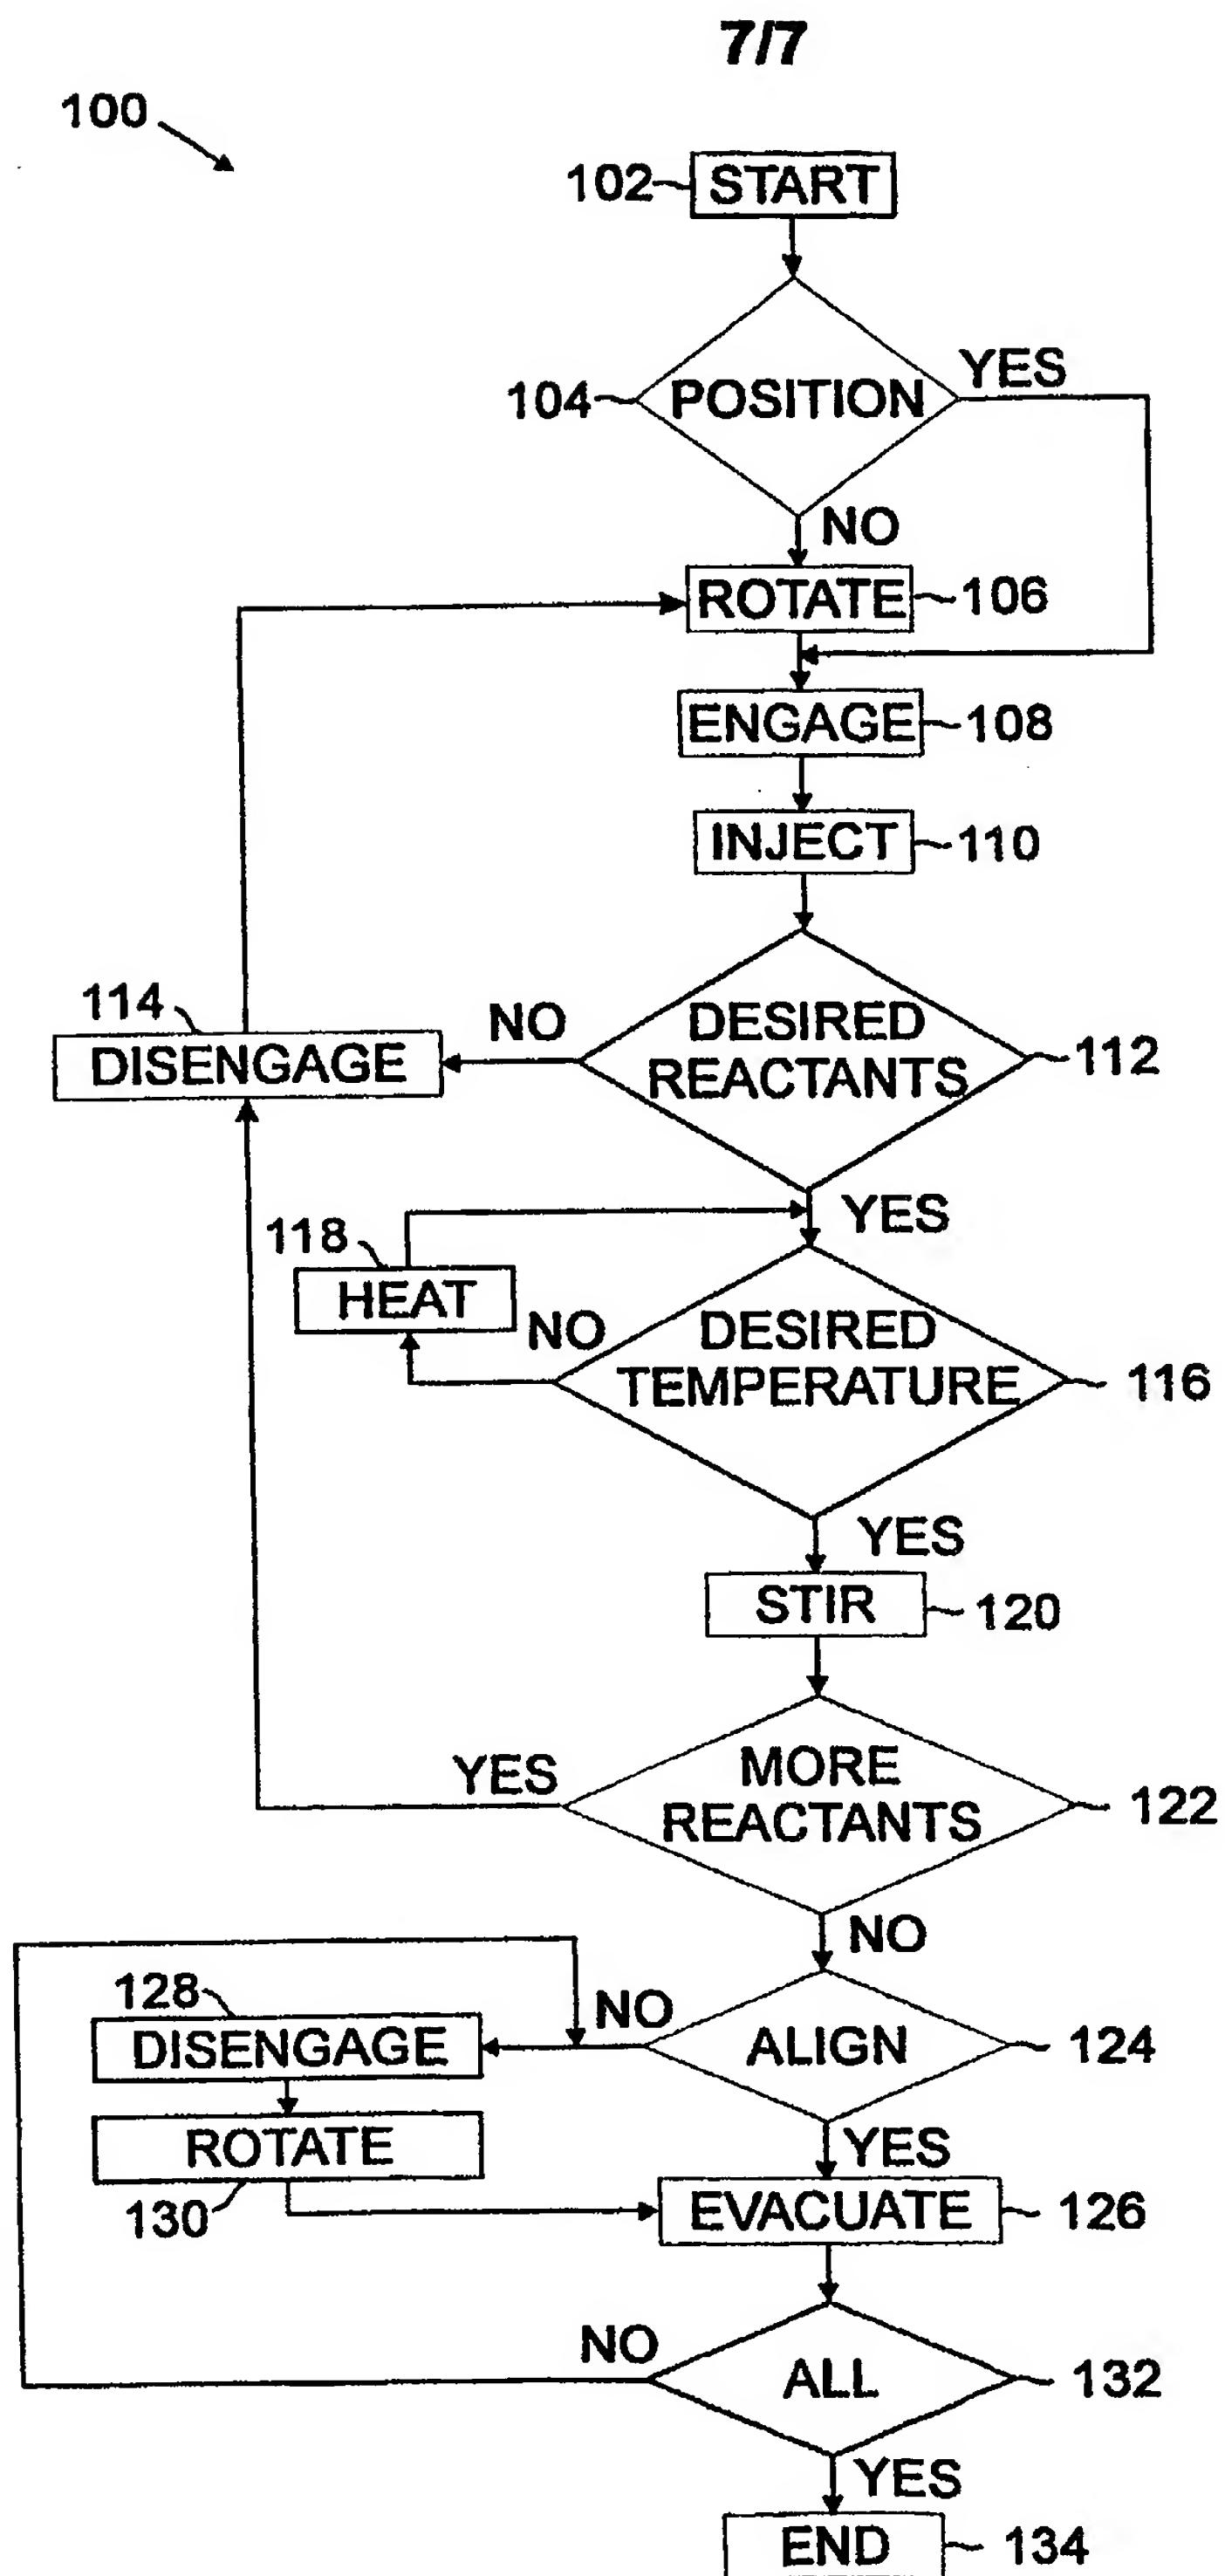 7/7
100
102 START
104 POSITION YES
NO
ROTATE 106
ENGAGE 108
INJECT 110
114
DISENGAGE
NO
DESIRED
REACTANTS
112
YES
118
HEAT
NO
DESIRED
TEMPERATURE
116
YES
STIR 120
YES
MORE
REACTANTS
122
NO
128
DISENGAGE
NO
ALIGN 124
ROTATE
130
YES
EVACUATE 126
NO
ALL 132
YES
END 134